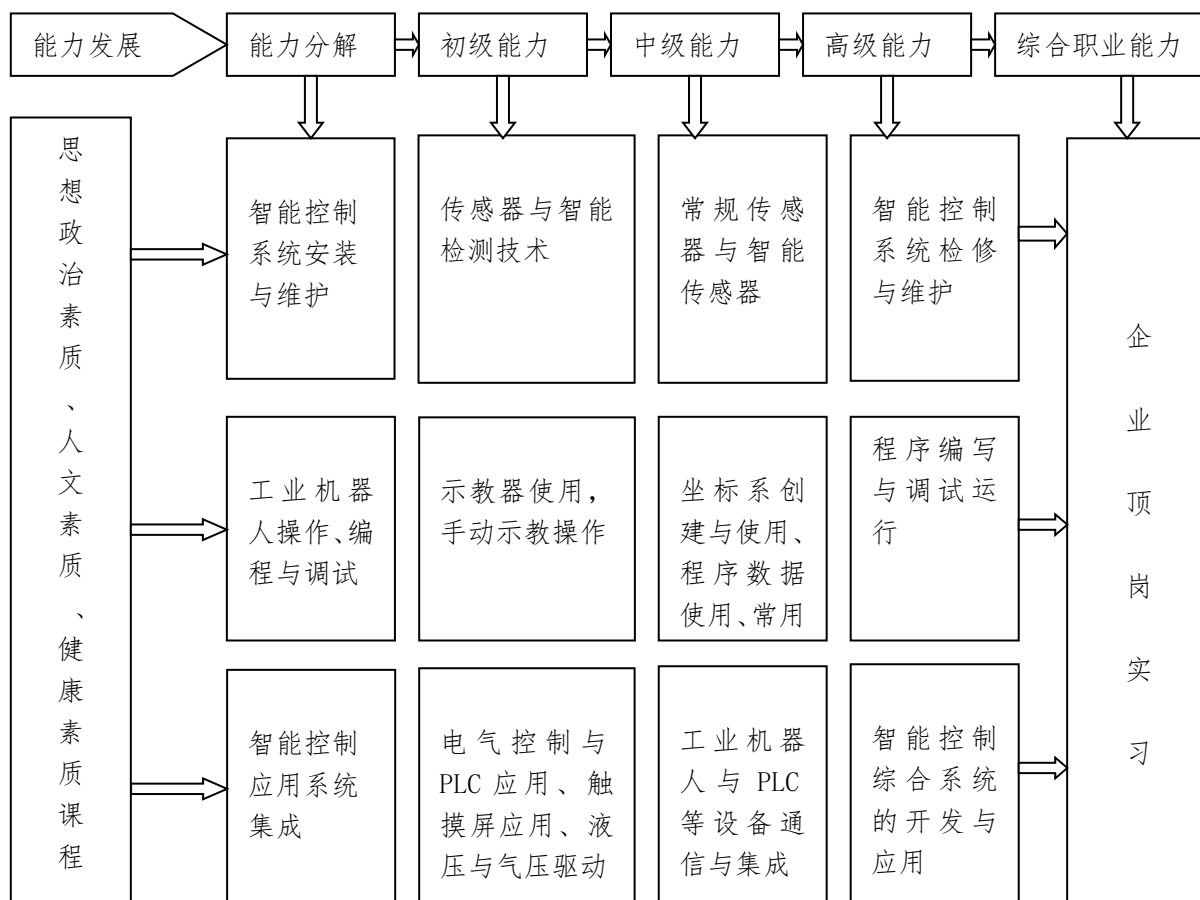 能力发展
能力分解
初级能力
中级能力
高级能力
综合职业能力
思想政治素质、人文素质、健康素质课程
智能控制
系统安装
与维护
传感器与智能
检测技术
常规传感
器与智能
传感器
智能控制
系统检修
与维护
工业机器
人操作、编
程与调试
示教器使用，
手动示教操作
坐标系创
建与使用、
程序数据
使用、常用
程序编写
与调试运
行
智能控制
应用系统
集成
电气控制与
PLC 应用、触
摸屏应用、液
压与气压驱动
工业机器
人与 PLC
等设备通
信与集成
智能控制
综合系统
的开发与
应用
企业顶岗实习